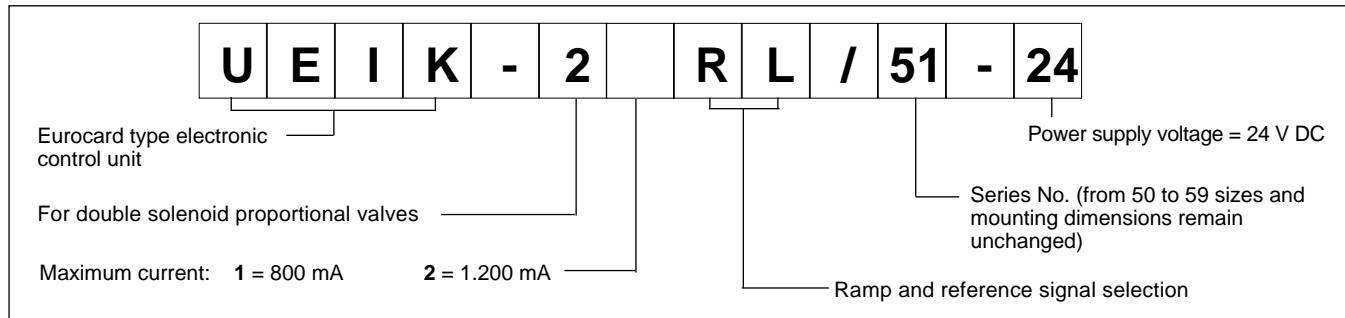 UEIK-2 RL/51-24
Eurocard type electronic
control unit
Power supply voltage = 24 V DC
For double solenoid proportional valves
Series No. (from 50 to 59 sizes and
mounting dimensions remain
unchanged)
Maximum current: 1 = 800 mA 2 = 1.200 mA
Ramp and reference signal selection